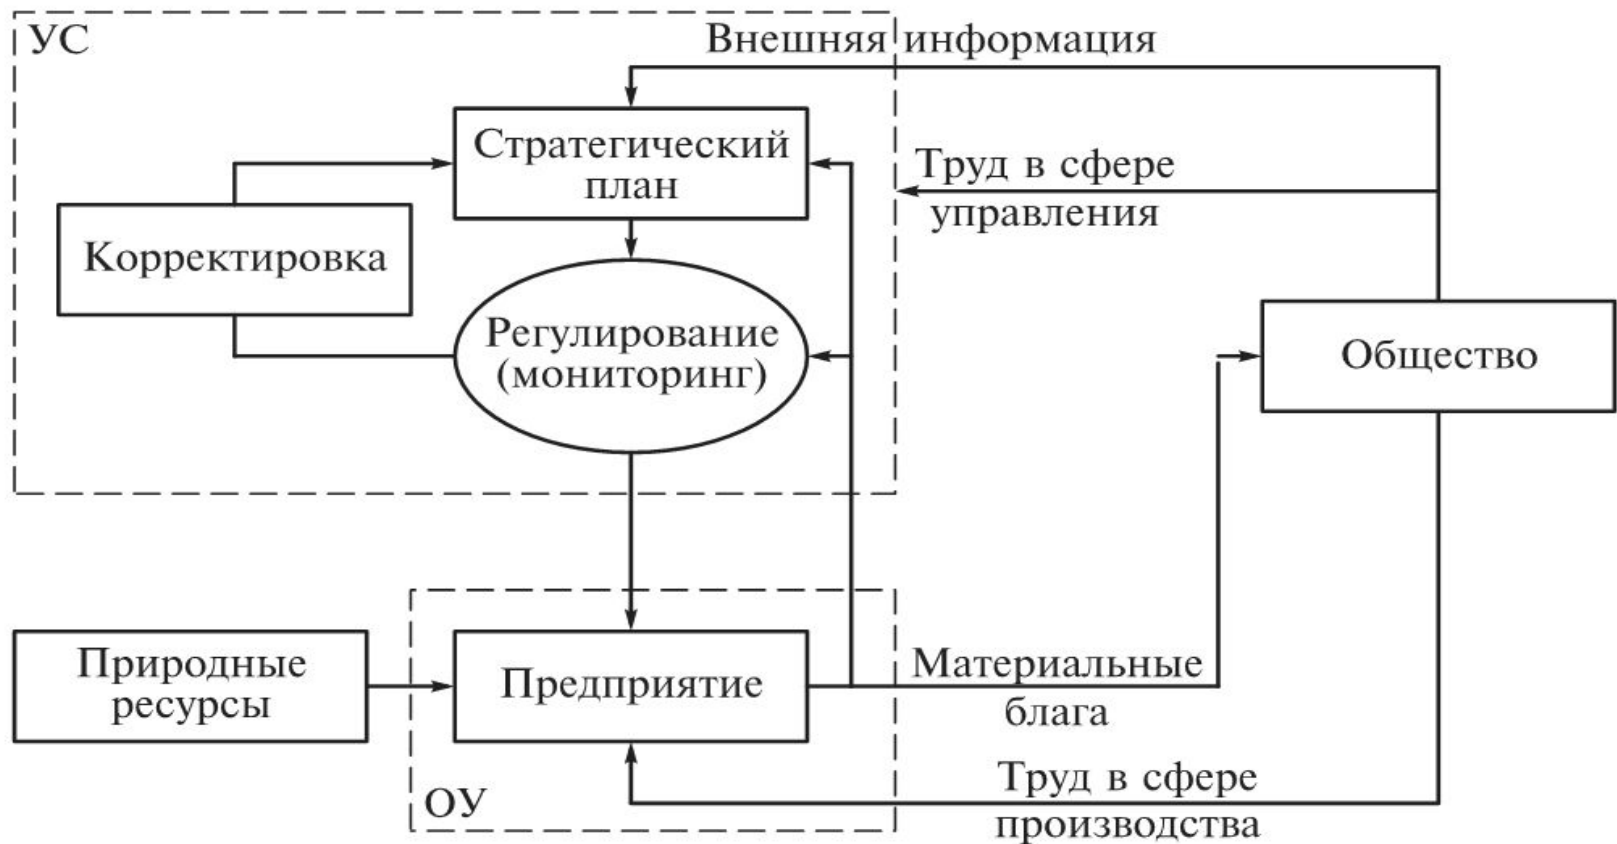 УС
Внешняя информация
Стратегический
план
Труд в сфере
управления
Корректировка
Регулирование
(мониторинг)
Общество
Природные
ресурсы
Предприятие
Материальные
блага
ОУ
Труд в сфере
производства